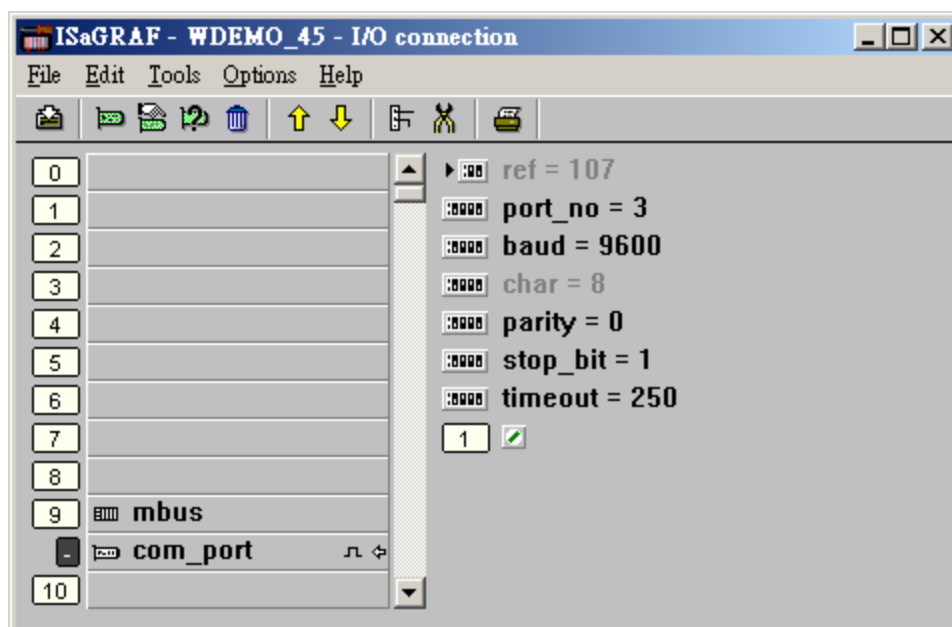 ISaGRAF - WDEMO_45 - I/O connection
File Edit Tools Options Help
0
1
2
3
4
5
6
7
8
9 mbus
- com_port
10
ref = 107
port_no = 3
baud = 9600
char = 8
parity = 0
stop_bit = 1
timeout = 250
1